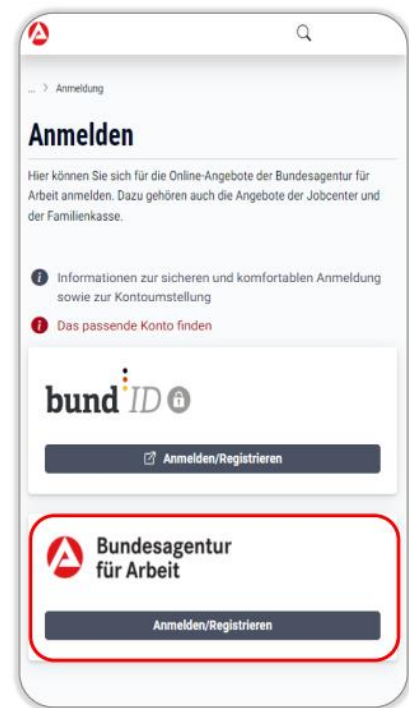 ... > Anmeldung
Anmelden
Hier können Sie sich für die Online-Angebote der Bundesagentur für
Arbeit anmelden. Dazu gehören auch die Angebote der Jobcenter und
der Familienkasse.
Informationen zur sicheren und komfortablen Anmeldung
sowie zur Kontoumstellung
Das passende Konto finden
bund ID
Anmelden/Registrieren
Bundesagentur
für Arbeit
Anmelden/Registrieren